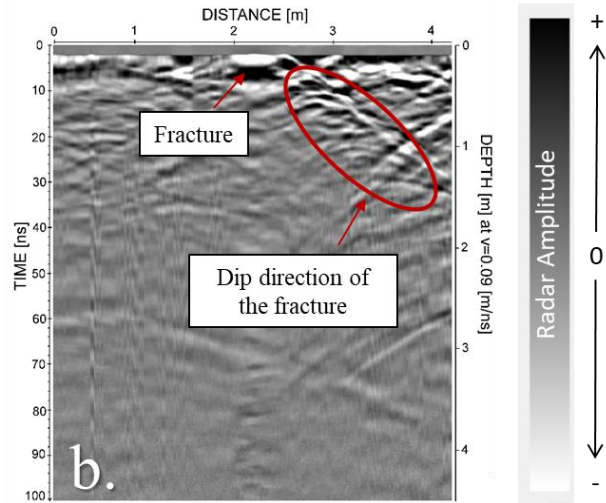 DISTANCE [m]
0 1 2 3 4
0
10
20
30
40
50
60
70
80
90
100
TIME [ns]
Fracture
Dip direction of
the fracture
0
1
2
3
4
DEPTH [m] at v=0.09 [m/ns]
b.
Radar Amplitude
+
0
-